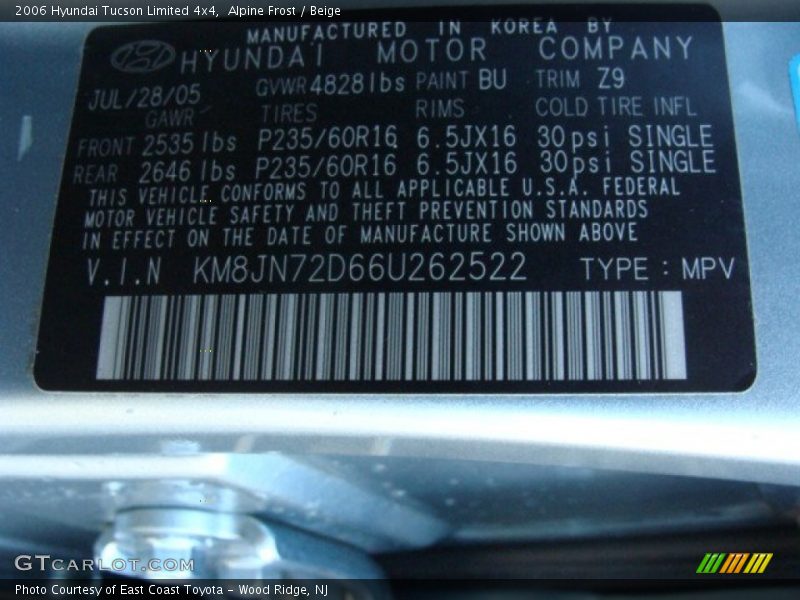 2006 Hyundai Tucson Limited 4x4,  Alpine Frost / Beige
MANUFACTURED IN KOREA BY
HYUNDAI MOTOR COMPANY
JUL/28/05 GVWR 4828 lbs PAINT BU TRIM Z9
GAWR TIRES RIMS COLD TIRE INFL
FRONT 2535 lbs P235/60R16 6.5JX16 30psi SINGLE
REAR 2646 lbs P235/60R16 6.5JX16 30psi SINGLE
THIS VEHICLE CONFORMS TO ALL APPLICABLE U.S.A. FEDERAL
MOTOR VEHICLE SAFETY AND THEFT PREVENTION STANDARDS
IN EFFECT ON THE DATE OF MANUFACTURE SHOWN ABOVE
V.I.N KM8JN72D66U262522 TYPE : MPV
GTCARLOT.COM
Photo Courtesy of East Coast Toyota - Wood Ridge, NJ